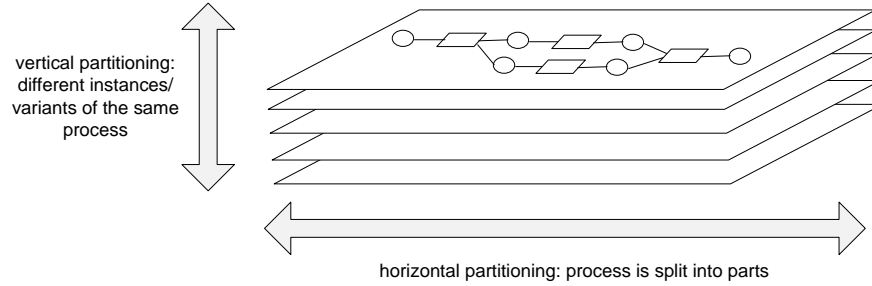 vertical partitioning:
different instances/
variants of the same
process
horizontal partitioning: process is split into parts